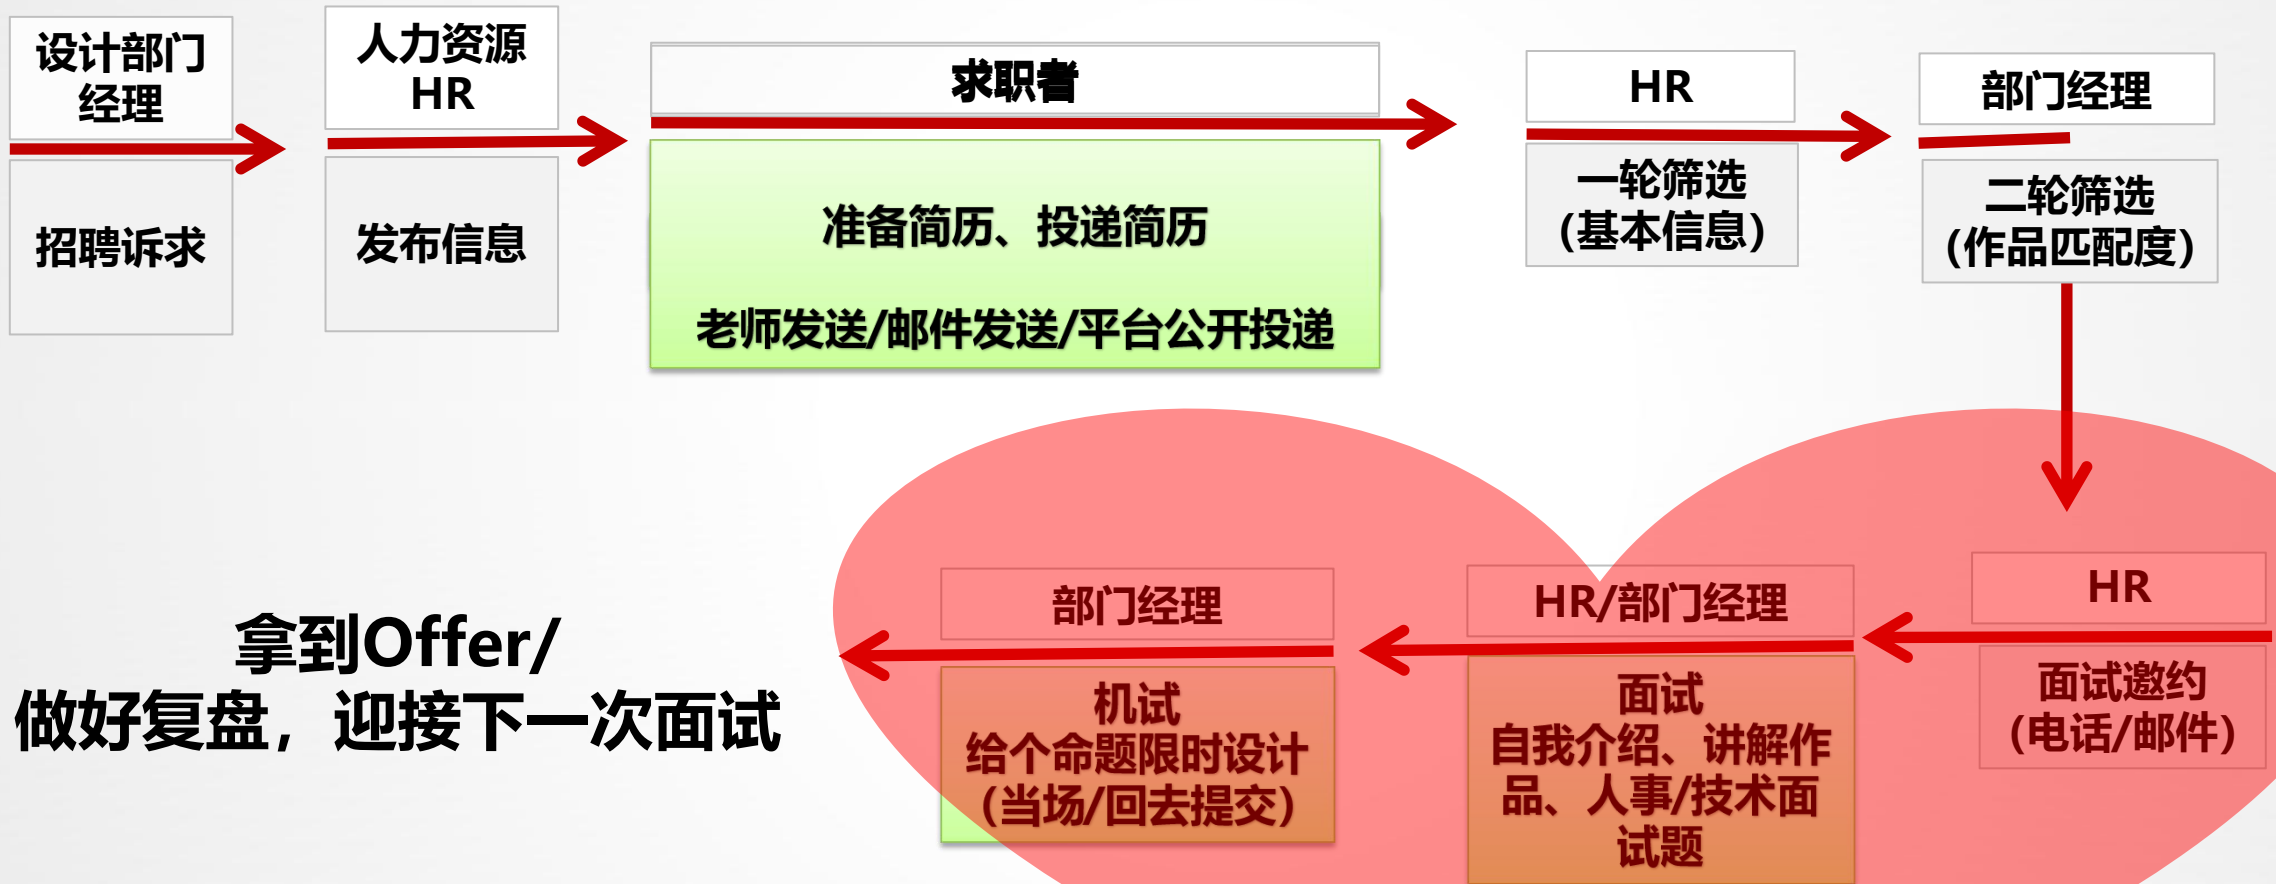 设计部门
经理
招聘诉求
人力资源
HR
发布信息
求职者
准备简历、投递简历
老师发送/邮件发送/平台公开投递
HR
一轮筛选
（基本信息）
部门经理
二轮筛选
（作品匹配度）
HR
面试邀约
（电话/邮件）
HR/部门经理
面试
自我介绍、讲解作
品、人事/技术面
试题
部门经理
机试
给个命题限时设计
（当场/回去提交）
拿到Offer/
做好复盘，迎接下一次面试